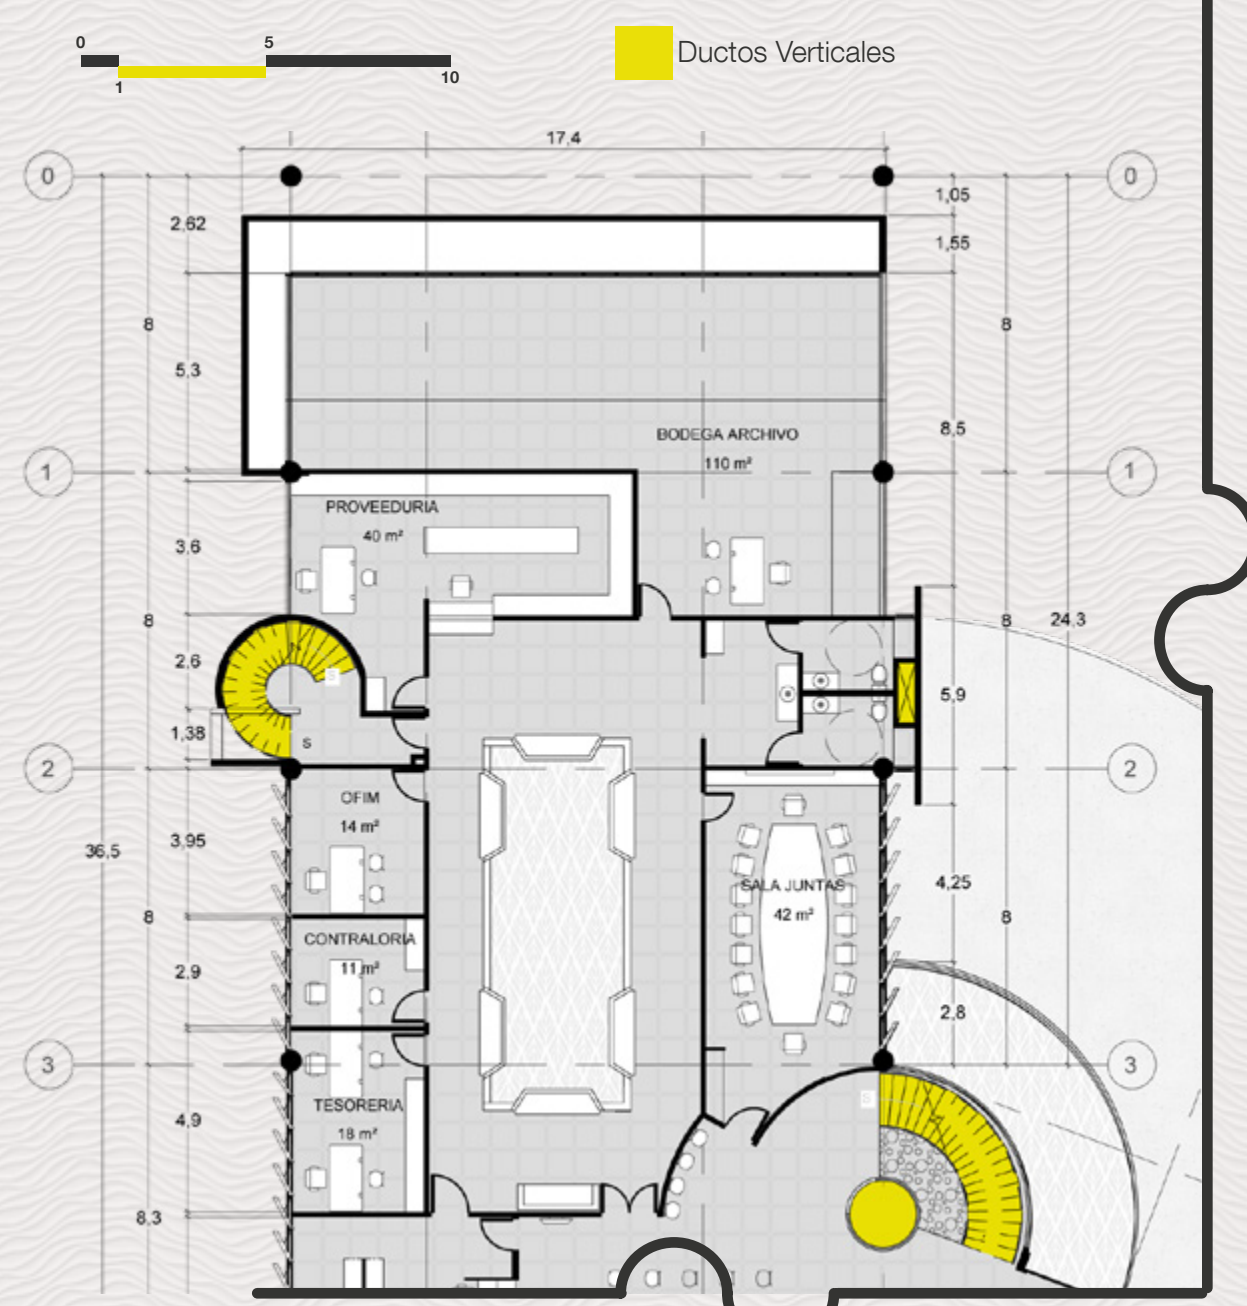 0
5
1
10
Ductos Verticales
17,4
0
0
1,05
2,62
1,55
8
8
5,3
8,5
BODEGA ARCHIVO
110 m²
1
1
PROVEEDURIA
40 m²
3,6
8
8
24,3
2,6
S
5,9
1,38
S
2
2
OFIM
14 m²
3,95
36,5
SALA JUNTAS
42 m²
4,25
8
8
CONTRALORIA
11 m²
2,9
2,8
3
3
S
TESORERIA
18 m²
4,9
8,3